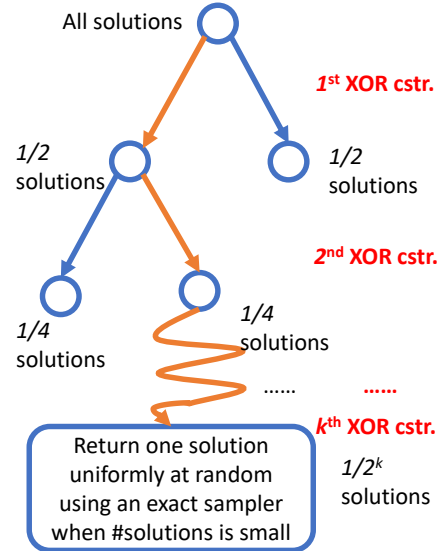 All solutions
1st XOR cstr.
1/2
solutions
1/2
solutions
2nd XOR cstr.
1/4
solutions
1/4
solutions
...... ......
kth XOR cstr.
Return one solution
uniformly at random
using an exact sampler
when #solutions is small
1/2k
solutions